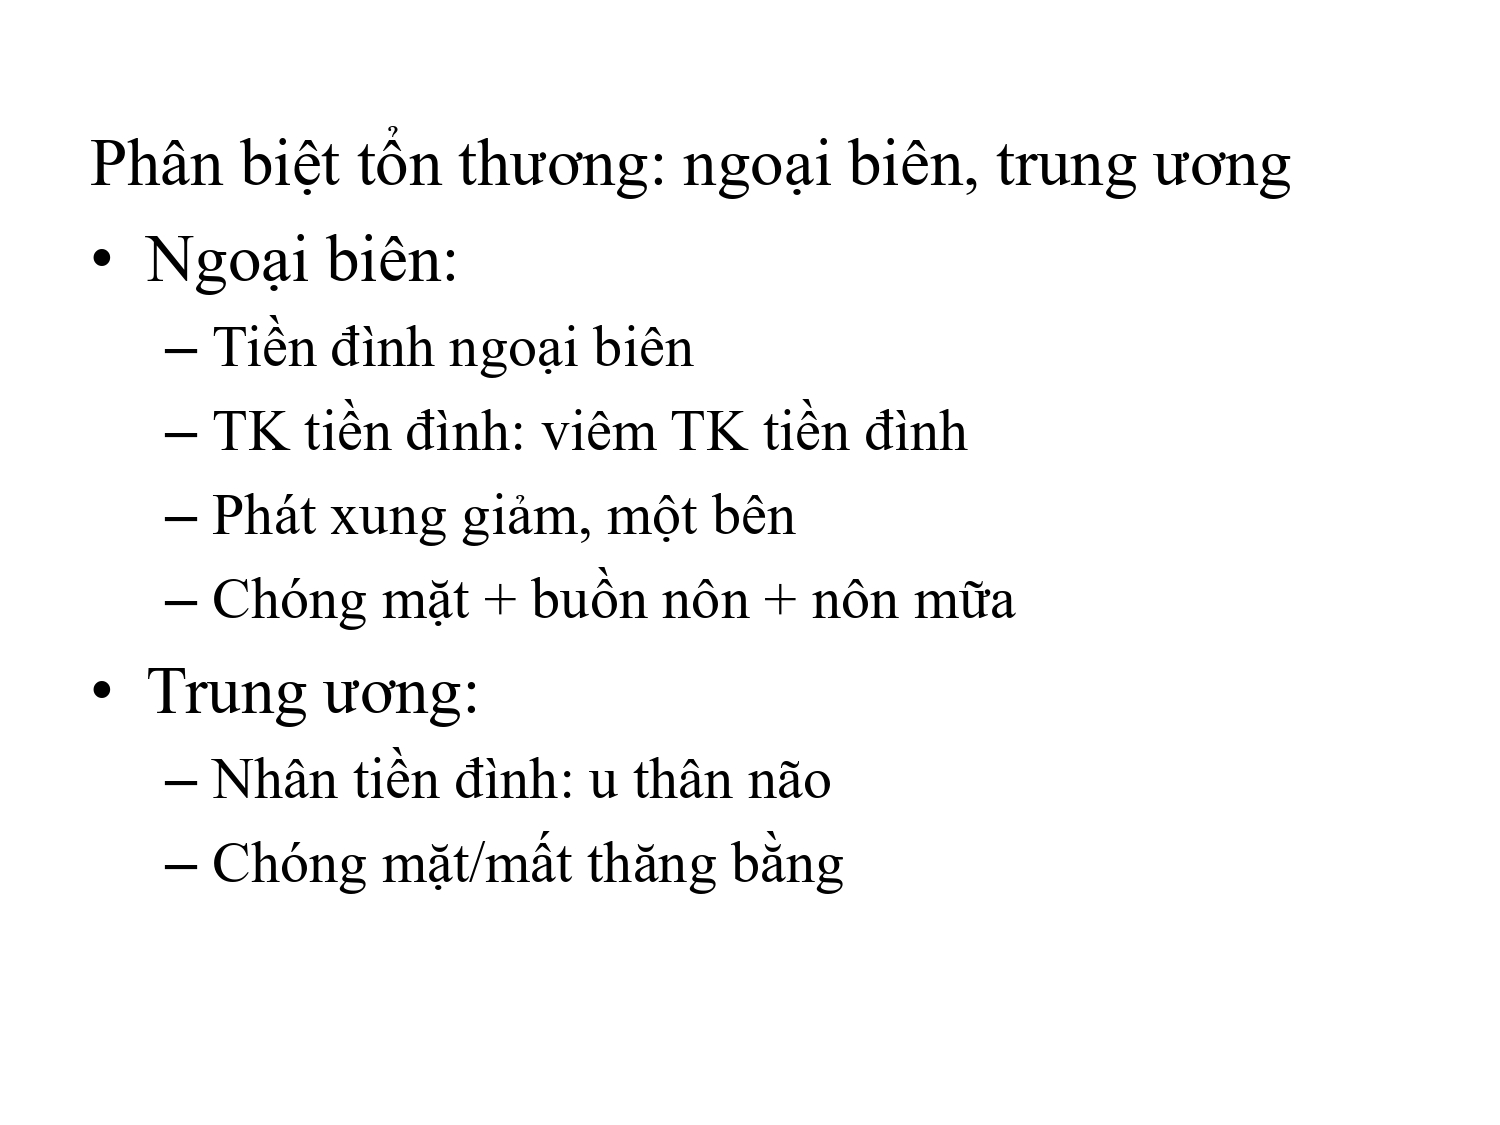 Phân biệt tổn thương: ngoại biên, trung ương
• Ngoại biên:
– Tiền đình ngoại biên
– TK tiền đình: viêm TK tiền đình
– Phát xung giảm, một bên
– Chóng mặt + buồn nôn + nôn mữa
• Trung ương:
– Nhân tiền đình: u thân não
– Chóng mặt/mất thăng bằng